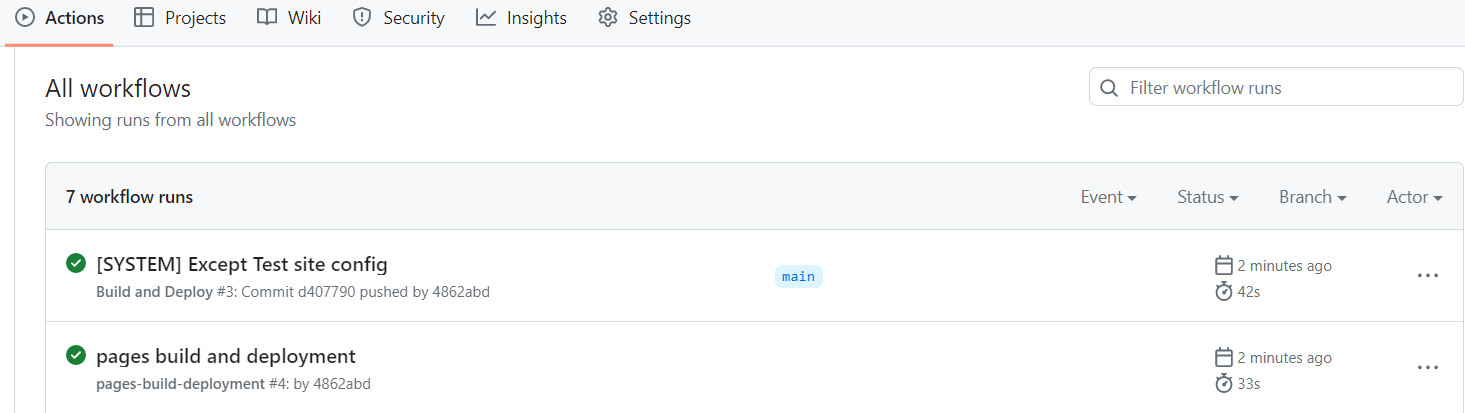 Actions Projects Wiki Security Insights Settings
All workflows
Filter workflow runs
Showing runs from all workflows
7 workflow runs Event Status Branch Actor
[SYSTEM] Except Test site config
Build and Deploy #3: Commit d407790 pushed by 4862abd
main
2 minutes ago
42s
pages build and deployment
pages-build-deployment #4: by 4862abd
2 minutes ago
33s